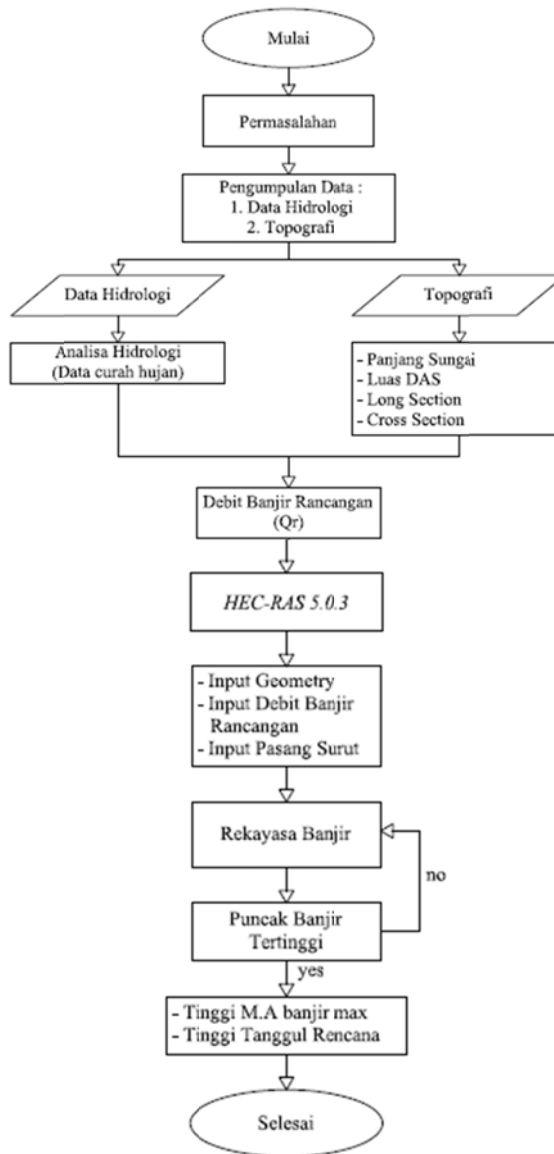 Mulai
Permasalahan
Pengumpulan Data :
1. Data Hidrologi
2. Topografi
Data Hidrologi
Topografi
Analisa Hidrologi
(Data curah hujan)
- Panjang Sungai
- Luas DAS
- Long Section
- Cross Section
Debit Banjir Rancangan
(Qr)
HEC-RAS 5.0.3
- Input Geometry
- Input Debit Banjir
Rancangan
- Input Pasang Surut
Rekayasa Banjir
no
Puncak Banjir
Tertinggi
yes
- Tinggi M.A banjir max
- Tinggi Tanggul Rencana
Selesai